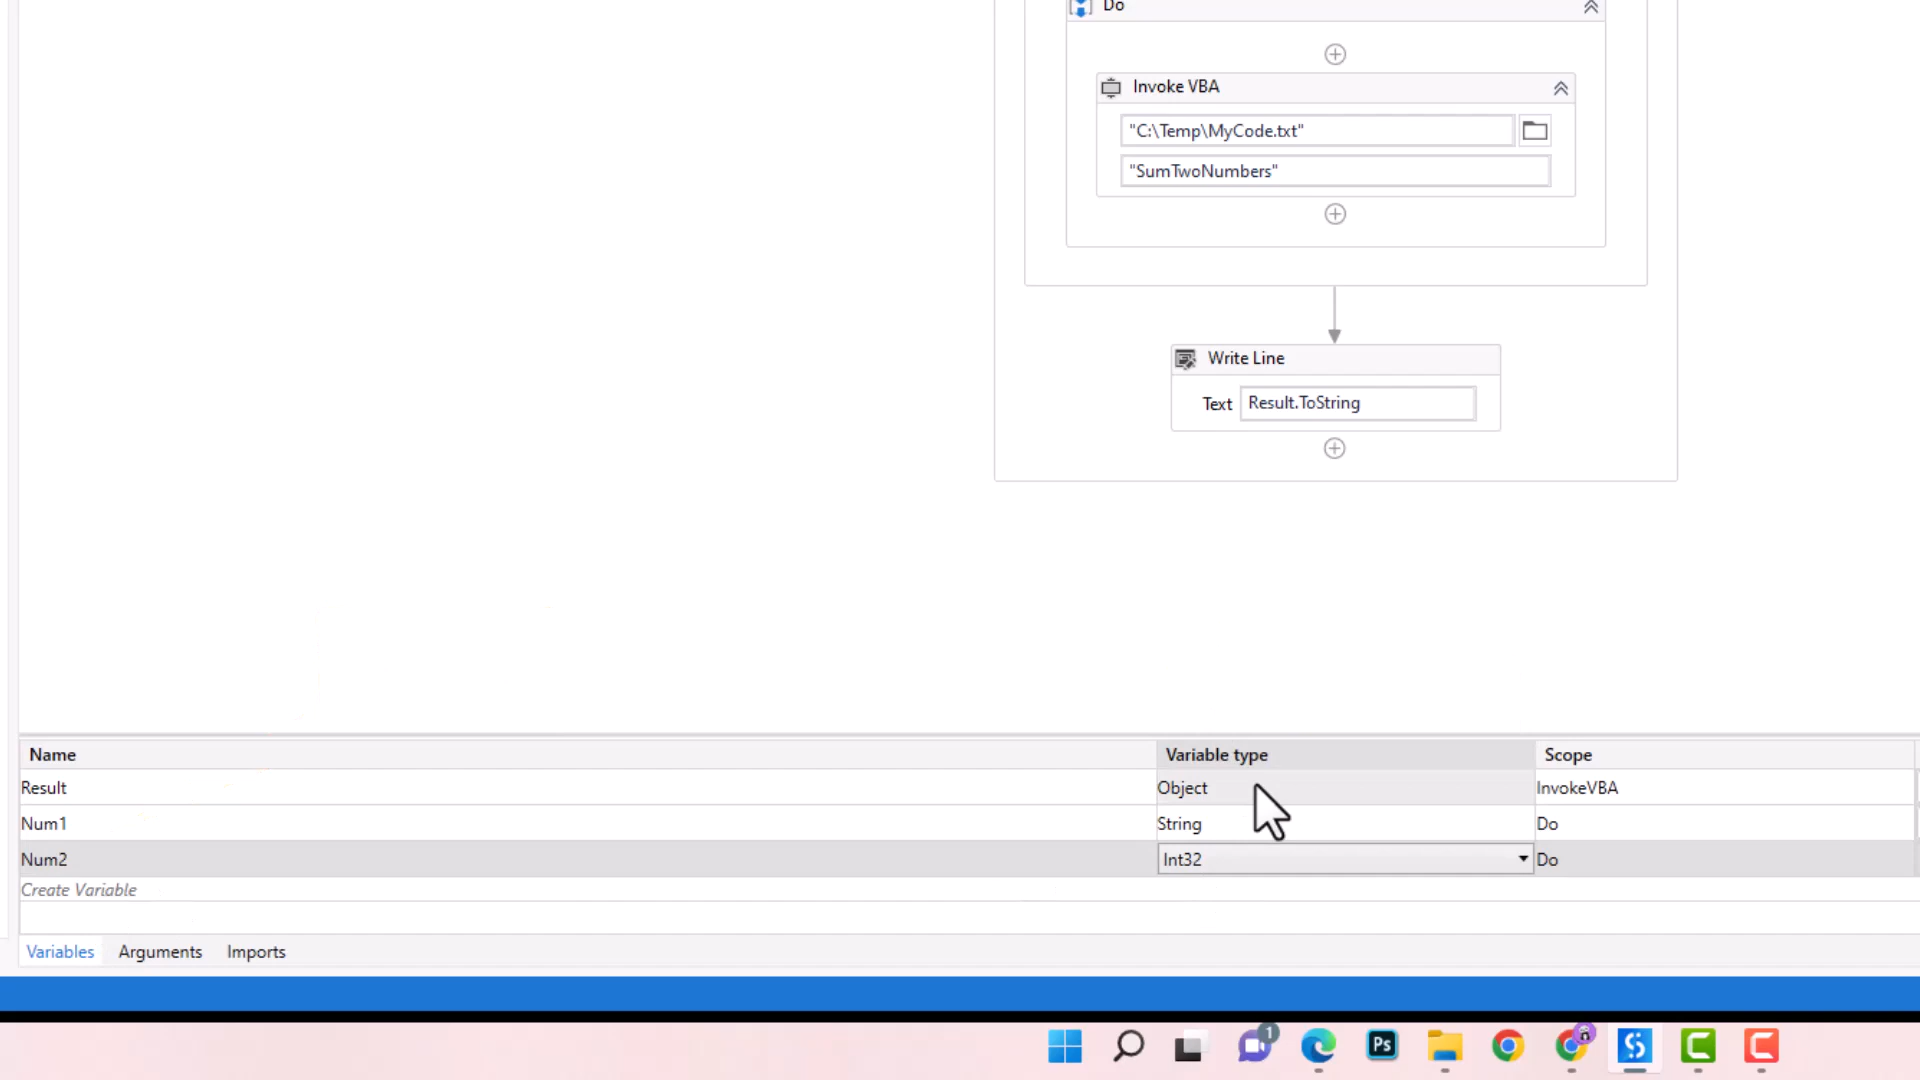 Do
Invoke VBA
"C:\Temp\MyCode.txt"
"SumTwoNumbers"
Write Line
Text Result.ToString
Name Variable type Scope
Result Object InvokeVBA
Num1 String Do
Num2 Int32 Do
Create Variable
Variables Arguments Imports
1
Ps